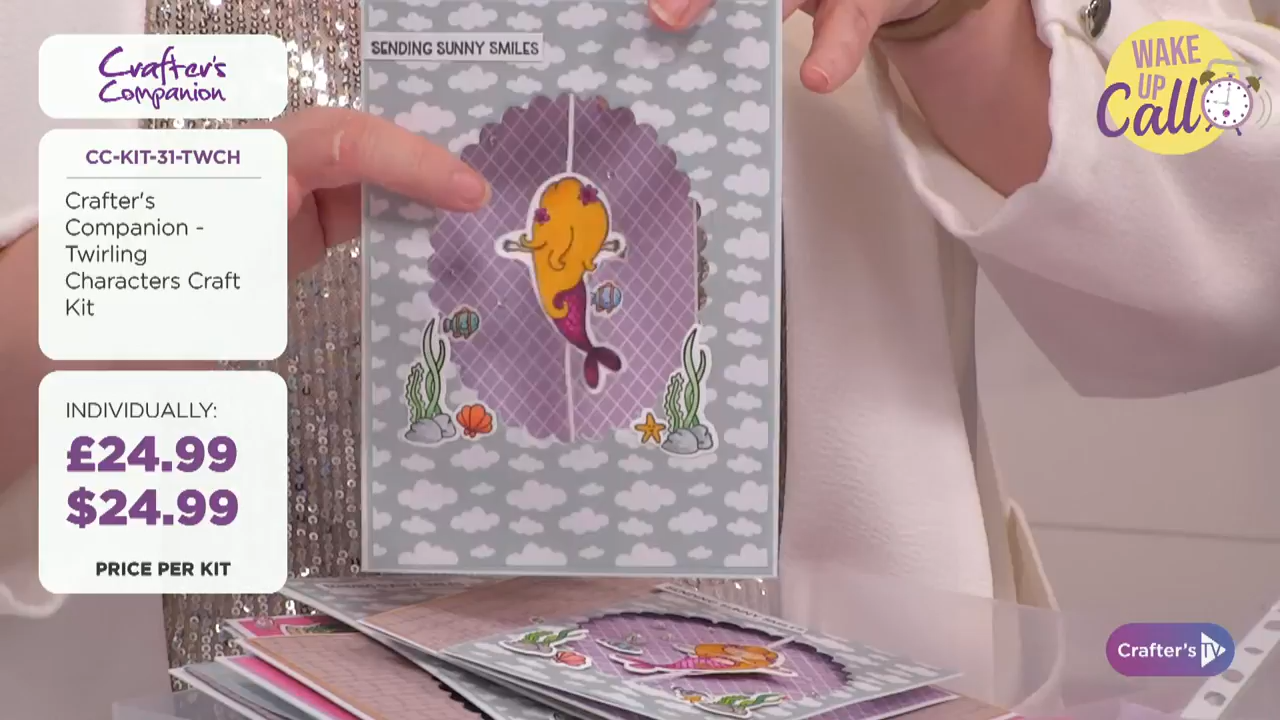 Crafter's
Companion
CC-KIT-31-TWCH
Crafter's
Companion -
Twirling
Characters Craft
Kit
INDIVIDUALLY:
£24.99
$24.99
PRICE PER KIT
SENDING SUNNY SMILES
WAKE
UP
Call
Crafter's TV